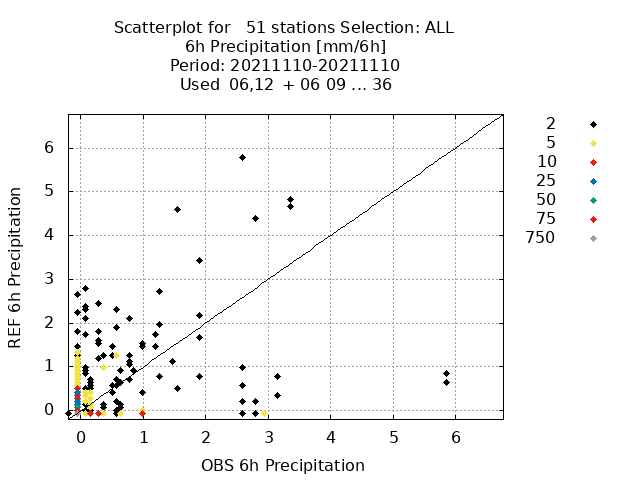 Scatterplot for 51 stations Selection: ALL
6h Precipitation [mm/6h]
Period: 20211110-20211110
Used 06,12 + 06 09 ... 36
2
5
10
25
50
75
750
REF 6h Precipitation
6
5
4
3
2
1
0
0 1 2 3 4 5 6
OBS 6h Precipitation